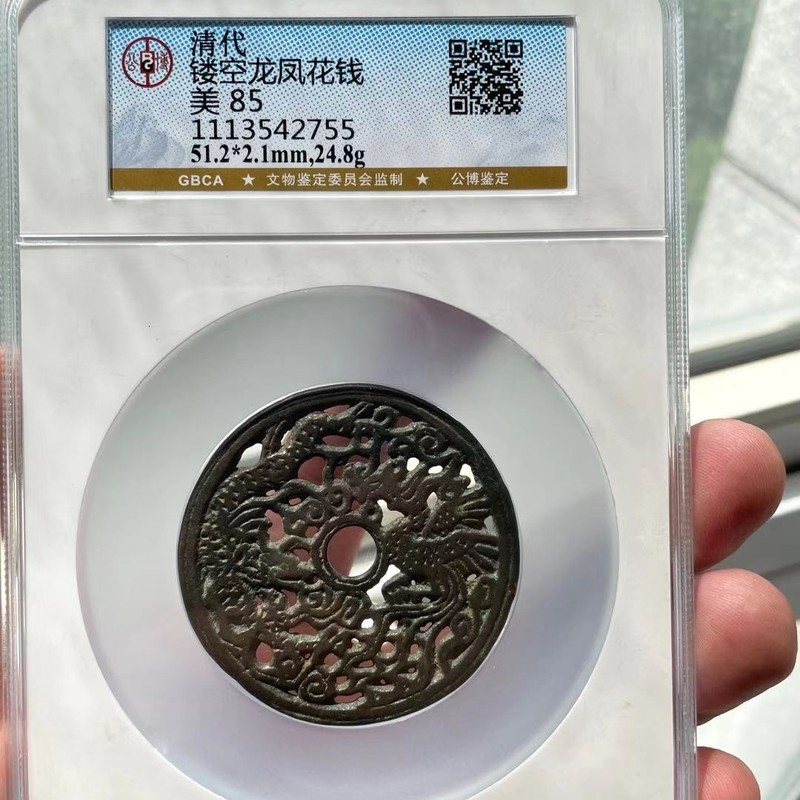 清代
镂空龙凤花钱
美 85
1113542755
51.2*2.1mm,24.8g
GBCA ★ 文物鉴定委员会监制 ★ 公博鉴定